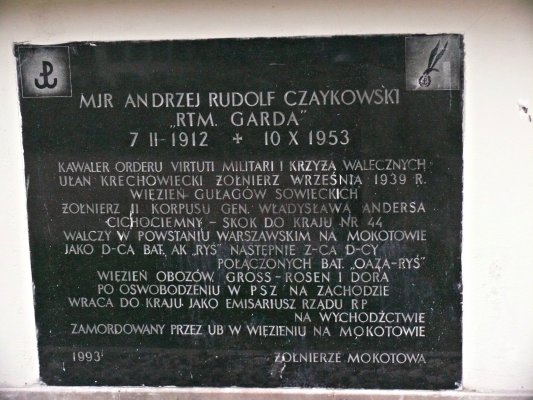 MJR ANDRZEJ RUDOLF CZAYKOWSKI
„RTM. GARDA”
7 II-1912 + 10 X 1953
KAWALER ORDERU VIRTUTI MILITARI I KRZYŻA WALECZNYCH
UŁAN KRECHOWIECKI ŻOŁNIERZ WRZEŚNIA 1939 R.
WIĘZIEŃ GUŁAGÓW SOWIECKICH
ŻOŁNIERZ II KORPUSU GEN. WŁADYSŁAWA ANDERSA
CICHOCIEMNY – SKOK DO KRAJU NR 44
WALCZY W POWSTANIU WARSZAWSKIM NA MOKOTOWIE
JAKO D-CA BAT. AK „RYŚ” NASTĘPNIE Z-CA D-CY
POŁĄCZONYCH BAT. „OAZA-RYŚ”
WIĘZIEŃ OBOZÓW GROSS-ROSEN I DORA
PO OSWOBODZENIU W PSZ NA ZACHODZIE
WRACA DO KRAJU JAKO EMISARIUSZ RZĄDU RP
NA WYCHODŹCTWIE
ZAMORDOWANY PRZEZ UB W WIĘZIENIU NA MOKOTOWIE
1993 ŻOŁNIERZE MOKOTOWA